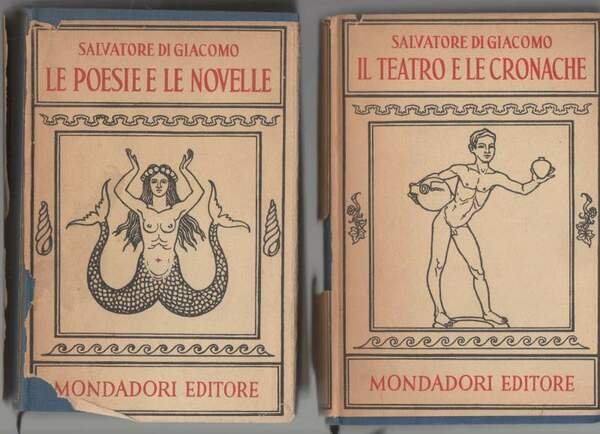 SALVATORE DI GIACOMO
LE POESIE E LE NOVELLE
MONDADORI EDITORE
SALVATORE DI GIACOMO
IL TEATRO E LE CRONACHE
MONDADORI EDITORE